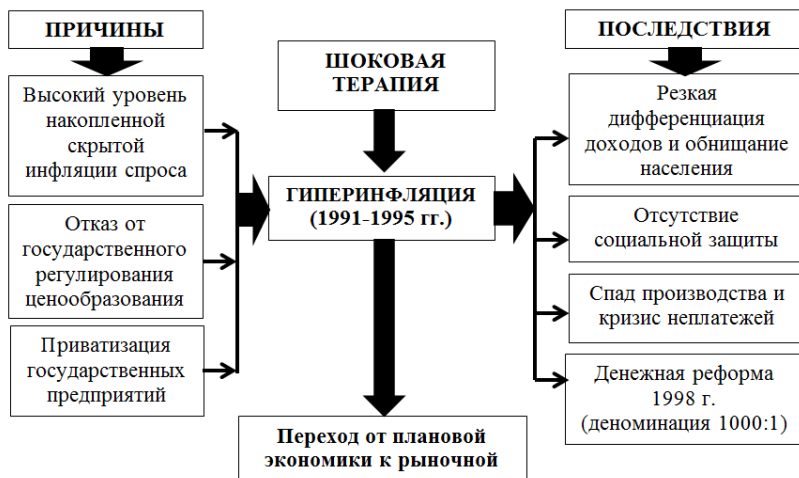 ПРИЧИНЫ
Высокий уровень
накопленной
скрытой
инфляции спроса
Отказ от
государственного
регулирования
ценообразования
Приватизация
государственных
предприятий
ШОКОВАЯ
ТЕРАПИЯ
ГИПЕРИНФЛЯЦИЯ
(1991-1995 гг.)
Переход от плановой
экономики к рыночной
ПОСЛЕДСТВИЯ
Резкая
дифференциация
доходов и обнищание
населения
Отсутствие
социальной защиты
Спад производства и
кризис неплатежей
Денежная реформа
1998 г.
(деноминация 1000:1)